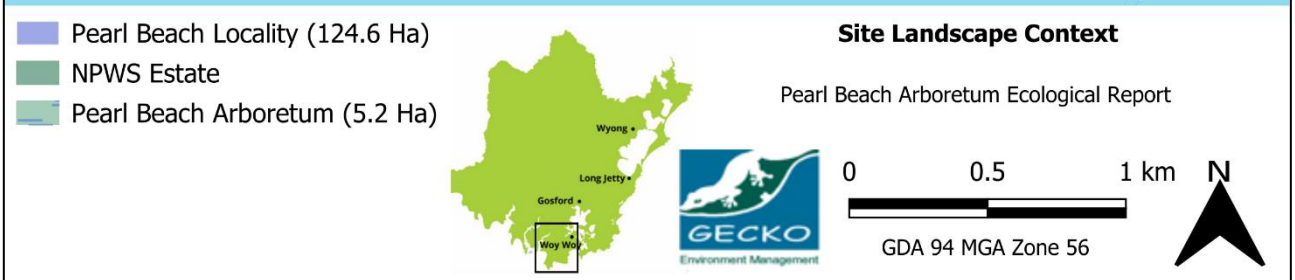 Pearl Beach Locality (124.6 Ha)
NPWS Estate
Pearl Beach Arboretum (5.2 Ha)
Wyong
Long Jetty
Gosford
Woy Woy
GECKO
Environment Management
Site Landscape Context
Pearl Beach Arboretum Ecological Report
0 0.5 1 km
GDA 94 MGA Zone 56
N